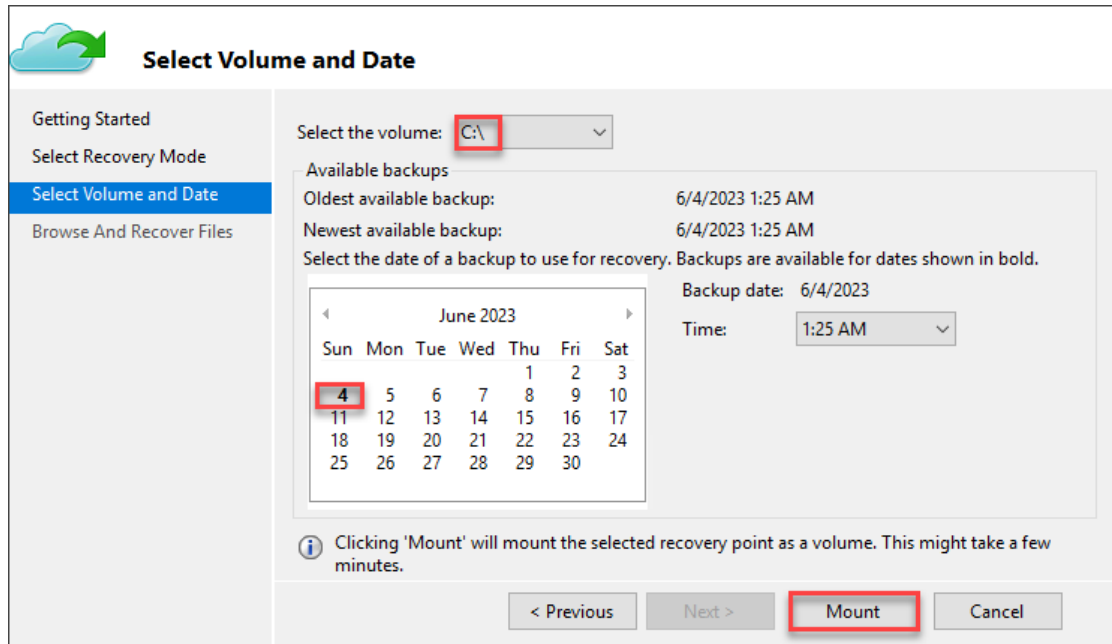 Select Volume and Date
Getting Started
Select Recovery Mode
Select Volume and Date
Browse And Recover Files
Select the volume: C:\
Available backups
Oldest available backup: 6/4/2023 1:25 AM
Newest available backup: 6/4/2023 1:25 AM
Select the date of a backup to use for recovery. Backups are available for dates shown in bold.
Backup date: 6/4/2023
Time: 1:25 AM
June 2023
Sun Mon Tue Wed Thu Fri Sat
1 2 3
4 5 6 7 8 9 10
11 12 13 14 15 16 17
18 19 20 21 22 23 24
25 26 27 28 29 30
Clicking 'Mount' will mount the selected recovery point as a volume. This might take a few
minutes.
< Previous Next > Mount Cancel